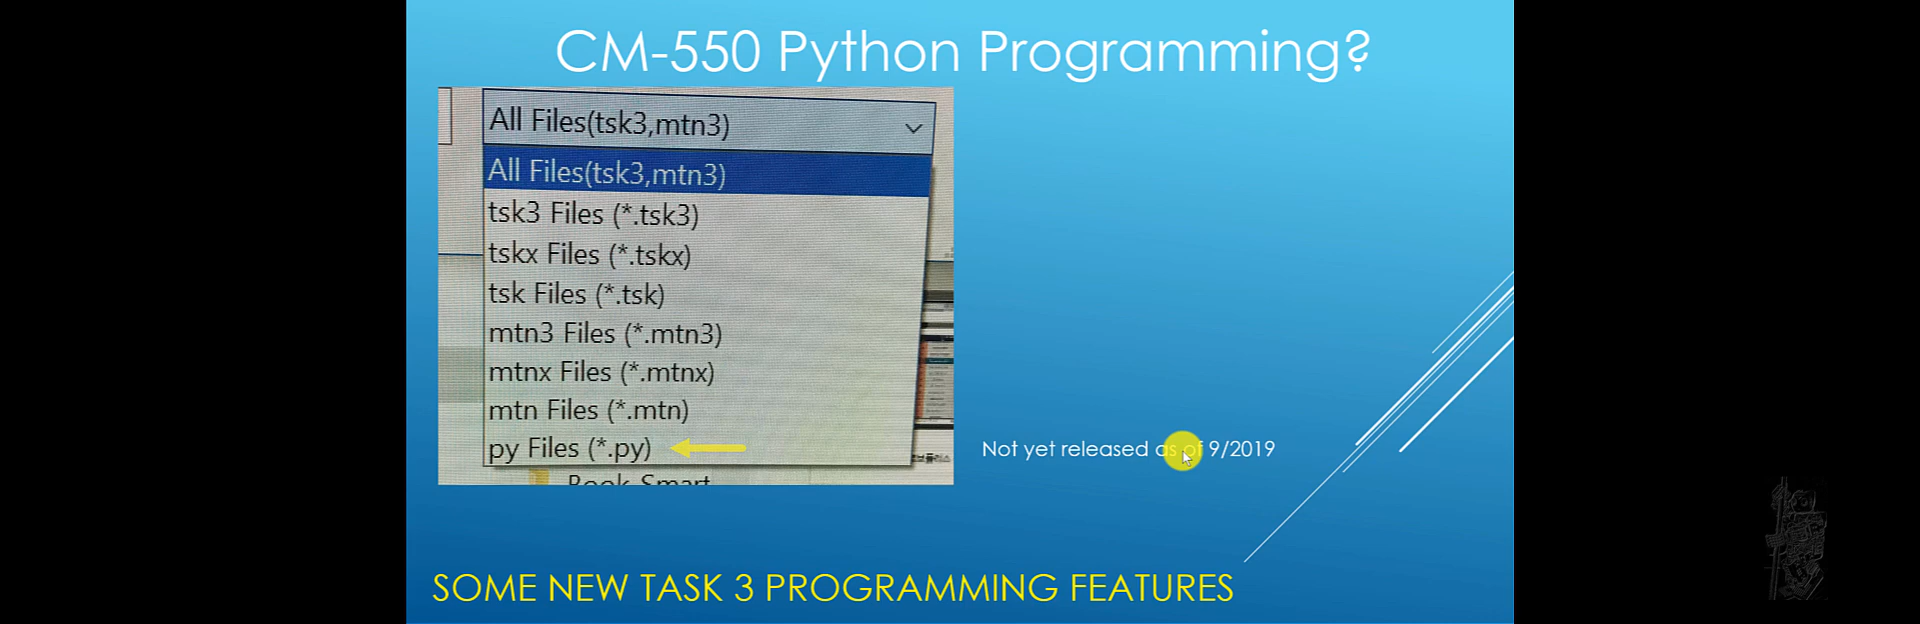 CM-550 Python Programming?
All Files(tsk3,mtn3)
All Files(tsk3,mtn3)
tsk3 Files (*.tsk3)
tskx Files (*.tskx)
tsk Files (*.tsk)
mtn3 Files (*.mtn3)
mtnx Files (*.mtnx)
mtn Files (*.mtn)
py Files (*.py)
Not yet released as of 9/2019
SOME NEW TASK 3 PROGRAMMING FEATURES